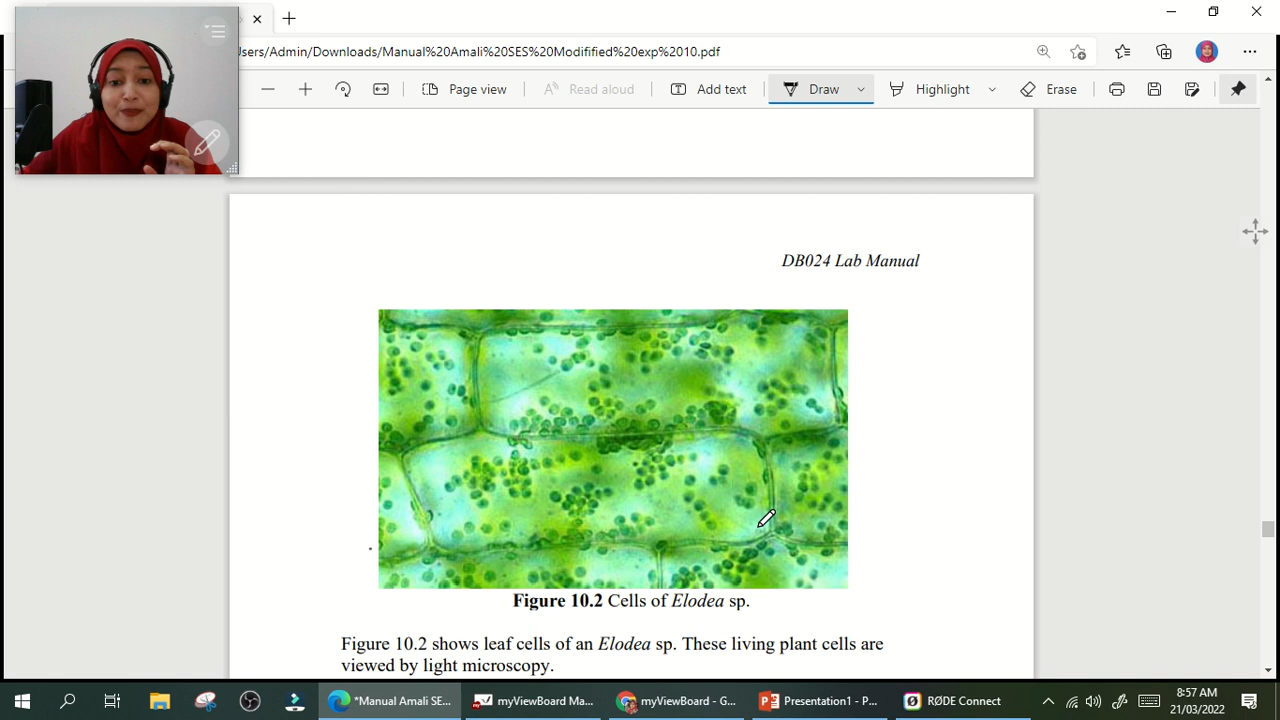 Jsers/Admin/Downloads/Manual%20Amali%20SES%20Modifified%20exp%2010.pdf
Page view
Read aloud
Add text
Draw
Highlight
Erase
DB024 Lab Manual
Figure 10.2 Cells of Elodea sp.
Figure 10.2 shows leaf cells of an Elodea sp. These living plant cells are
viewed by light microscopy.
*Manual Amali SE...
myViewBoard Ma...
myViewBoard - G...
Presentation1 - P...
RØDE Connect
8:57 AM
21/03/2022